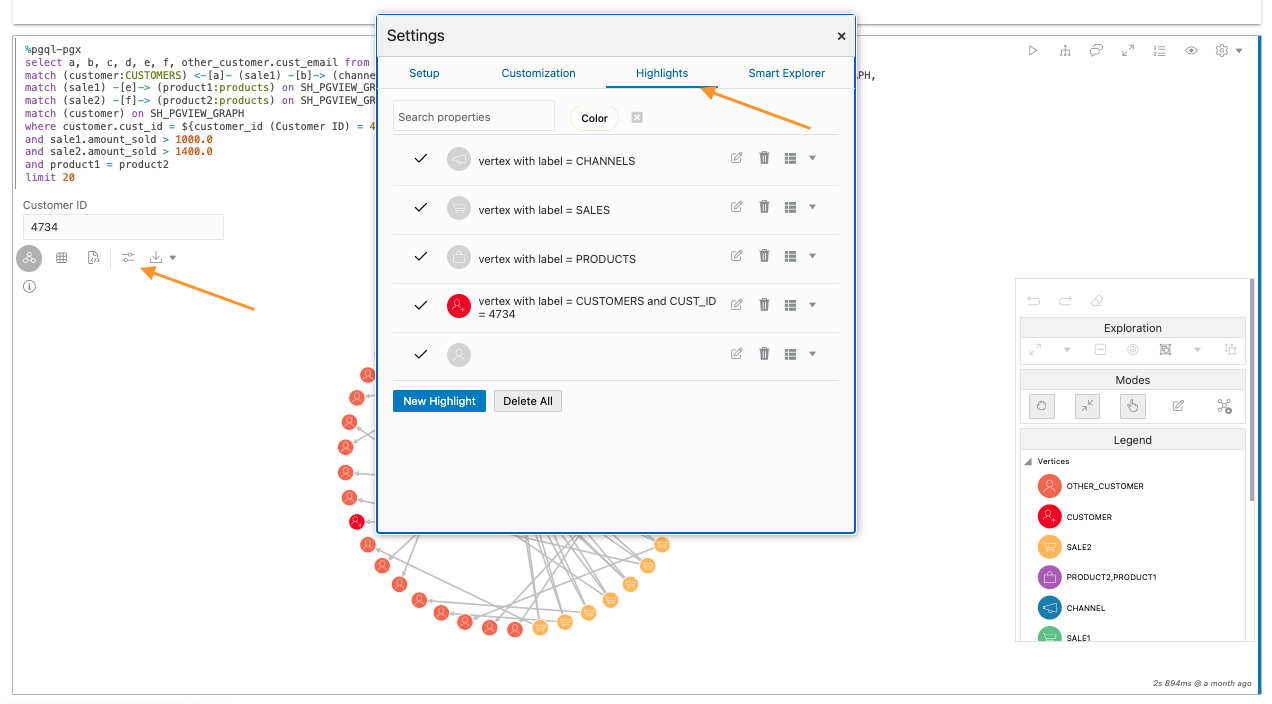 %pgql-pgx
select a, b, c, d, e, f, other_customer.cust_email from
match (customer:CUSTOMERS) <-[a]- (sale1) -[b]-> (channe
match (sale1) -[e]-> (product1:products) on SH_PGVIEW_GR
match (sale2) -[f]-> (product2:products) on SH_PGVIEW_GR
match (customer) on SH_PGVIEW_GRAPH
where customer.cust_id = ${customer_id (Customer ID) = 4
and sale1.amount_sold > 1000.0
and sale2.amount_sold > 1400.0
and product1 = product2
limit 20
PH,
Customer ID
4734
Settings
Setup Customization Highlights Smart Explorer
Search properties
Color
vertex with label = CHANNELS
vertex with label = SALES
vertex with label = PRODUCTS
vertex with label = CUSTOMERS and CUST_ID
= 4734
New Highlight Delete All
Exploration
Modes
Legend
Vertices
OTHER_CUSTOMER
CUSTOMER
SALE2
PRODUCT2,PRODUCT1
CHANNEL
SALE1
2s 894ms @ a month ago